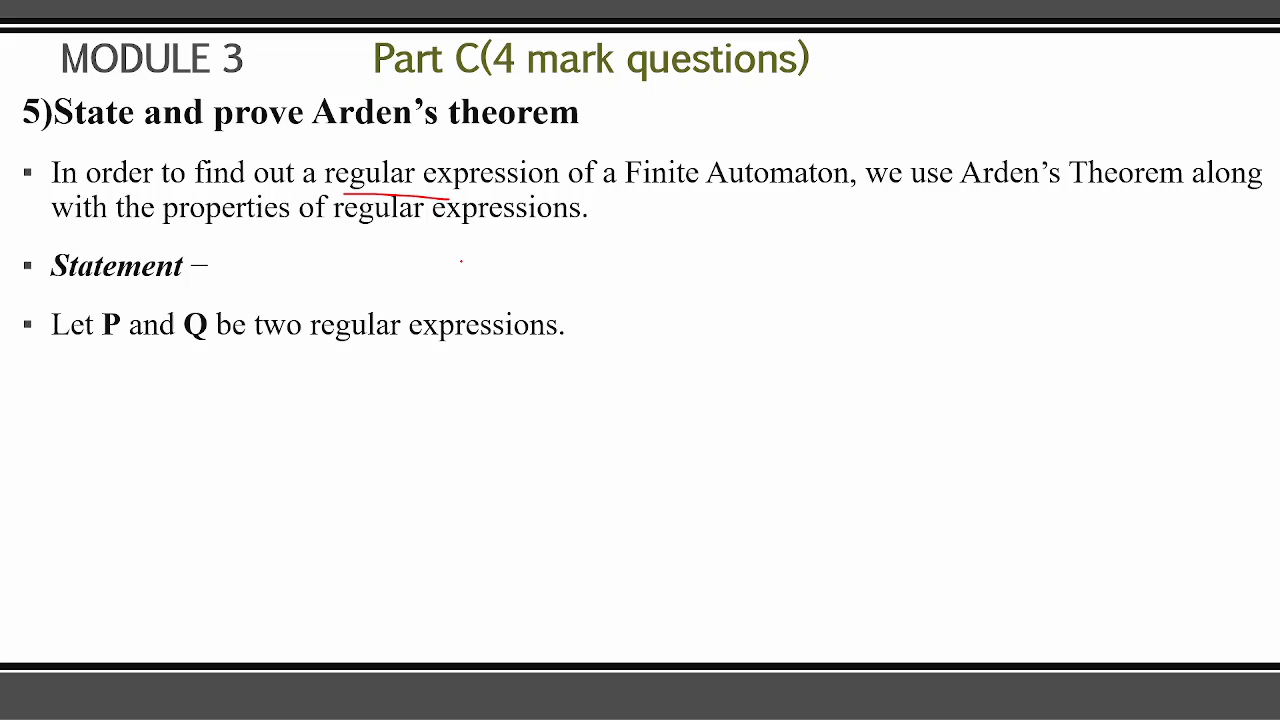 MODULE 3 Part C(4 mark questions)
5)State and prove Arden’s theorem
▪ In order to find out a regular expression of a Finite Automaton, we use Arden’s Theorem along
with the properties of regular expressions.
▪ Statement −
▪ Let P and Q be two regular expressions.